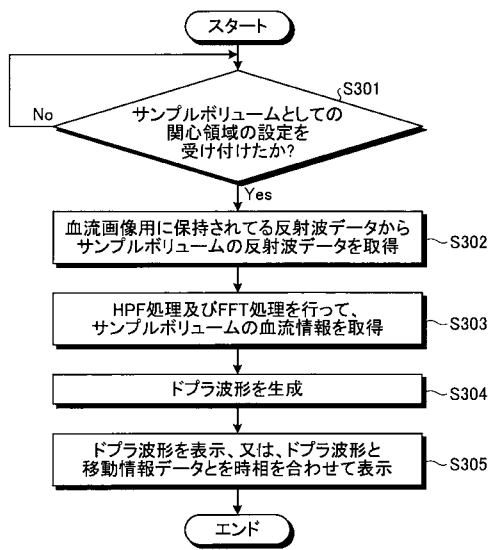 スタート
S301
No
サンプルボリュームとしての
関心領域の設定を
受け付けたか?
Yes
血流画像用に保持されてる反射波データから
サンプルボリュームの反射波データを取得
S302
HPF処理及びFFT処理を行って、
サンプルボリュームの血流情報を取得
S303
ドプラ波形を生成
S304
ドプラ波形を表示、又は、ドプラ波形と
移動情報データとを時相を合わせて表示
S305
エンド